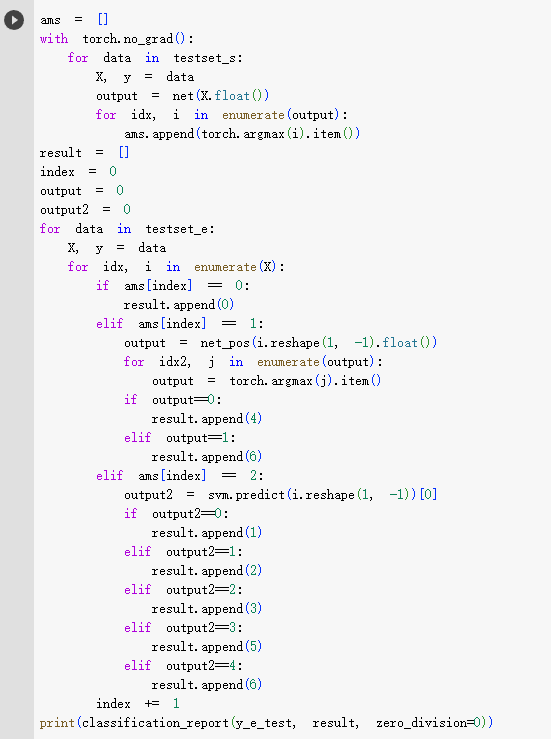 ams = []
with torch.no_grad():
    for data in testset_s:
        X, y = data
        output = net(X.float())
        for idx, i in enumerate(output):
            ams.append(torch.argmax(i).item())
result = []
index = 0
output = 0
output2 = 0
for data in testset_e:
    X, y = data
    for idx, i in enumerate(X):
        if ams[index] == 0:
            result.append(0)
        elif ams[index] == 1:
            output = net_pos(i.reshape(1, -1).float())
            for idx2, j in enumerate(output):
                output = torch.argmax(j).item()
            if output==0:
                result.append(4)
            elif output==1:
                result.append(6)
        elif ams[index] == 2:
            output2 = svm.predict(i.reshape(1, -1))[0]
            if output2==0:
                result.append(1)
            elif output2==1:
                result.append(2)
            elif output2==2:
                result.append(3)
            elif output2==3:
                result.append(5)
            elif output2==4:
                result.append(6)
        index += 1
print(classification_report(y_e_test, result, zero_division=0))